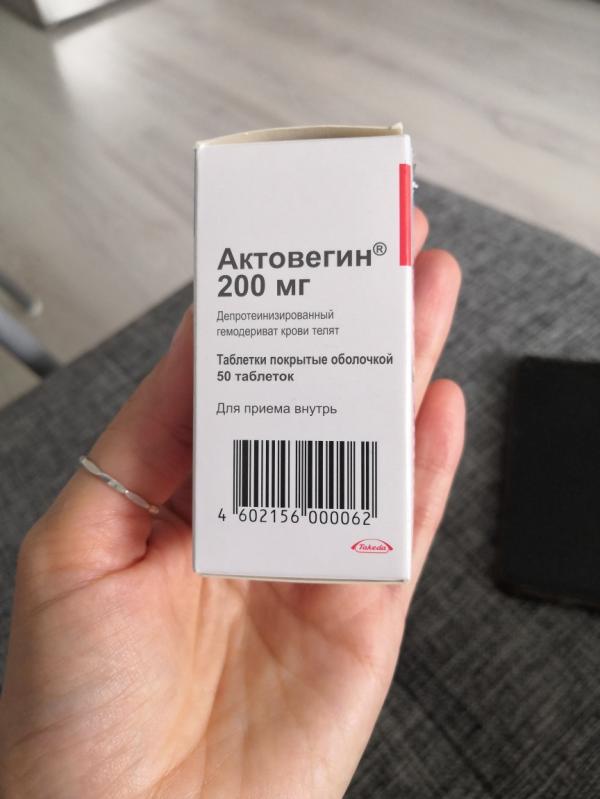 Актовегин®
200 мг
Депротеинизированный
гемодериват крови телят
Таблетки покрытые оболочкой
50 таблеток
Для приема внутрь
4 602156 000062
Takeda